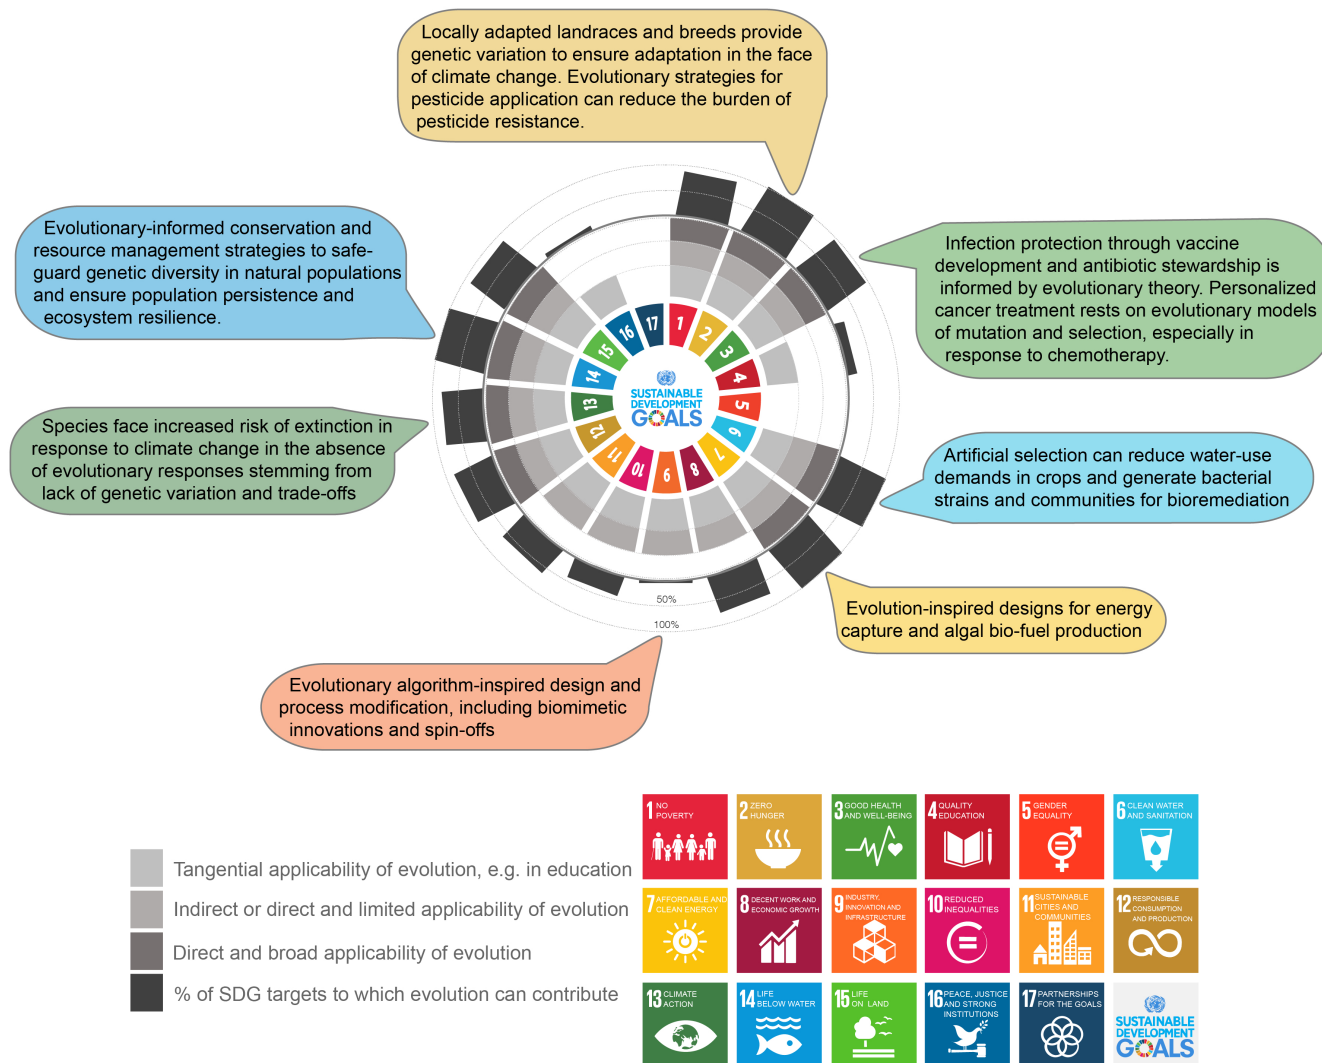 Locally adapted landraces and breeds provide
genetic variation to ensure adaptation in the face
of climate change. Evolutionary strategies for
pesticide application can reduce the burden of
pesticide resistance.
Evolutionary-informed conservation and
resource management strategies to safe-
guard genetic diversity in natural populations
and ensure population persistence and
ecosystem resilience.
Infection protection through vaccine
development and antibiotic stewardship is
informed by evolutionary theory. Personalized
cancer treatment rests on evolutionary models
of mutation and selection, especially in
response to chemotherapy.
1
2
3
4
5
6
7
8
9
10
11
12
13
14
15
16
17
SUSTAINABLE
DEVELOPMENT
GOALS
50%
100%
Species face increased risk of extinction in
response to climate change in the absence
of evolutionary responses stemming from
lack of genetic variation and trade-offs
Artificial selection can reduce water-use
demands in crops and generate bacterial
strains and communities for bioremediation
Evolution-inspired designs for energy
capture and algal bio-fuel production
Evolutionary algorithm-inspired design and
process modification, including biomimetic
innovations and spin-offs
Tangential applicability of evolution, e.g. in education
Indirect or direct and limited applicability of evolution
Direct and broad applicability of evolution
% of SDG targets to which evolution can contribute
1 NO
POVERTY
2 ZERO
HUNGER
3 GOOD HEALTH
AND WELL-BEING
4 QUALITY
EDUCATION
5 GENDER
EQUALITY
6 CLEAN WATER
AND SANITATION
7 AFFORDABLE AND
CLEAN ENERGY
8 DECENT WORK AND
ECONOMIC GROWTH
9 INDUSTRY,
INNOVATION AND
INFRASTRUCTURE
10 REDUCED
INEQUALITIES
11 SUSTAINABLE
CITIES AND
COMMUNITIES
12 RESPONSIBLE
CONSUMPTION
AND PRODUCTION
13 CLIMATE
ACTION
14 LIFE
BELOW WATER
15 LIFE
ON LAND
16 PEACE, JUSTICE
AND STRONG
INSTITUTIONS
17 PARTNERSHIPS
FOR THE GOALS
SUSTAINABLE
DEVELOPMENT
GOALS